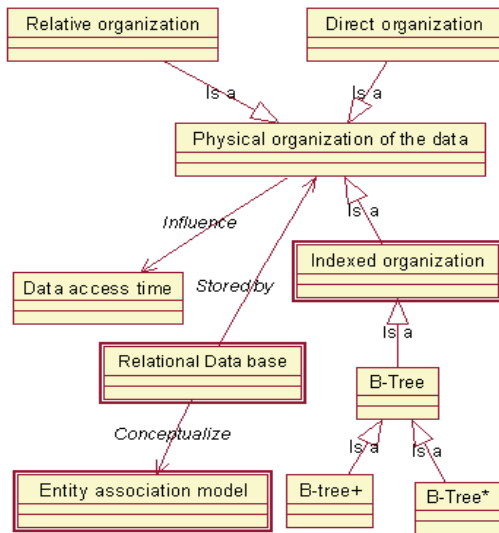 Relative organization
Direct organization
Is a
Is a
Physical organization of the data
Influence
Is a
Indexed organization
Data access time
Stored by
Is a
Relational Data base
B-Tree
Conceptualize
Is a
Is a
Entity association model
B-tree+
B-Tree*